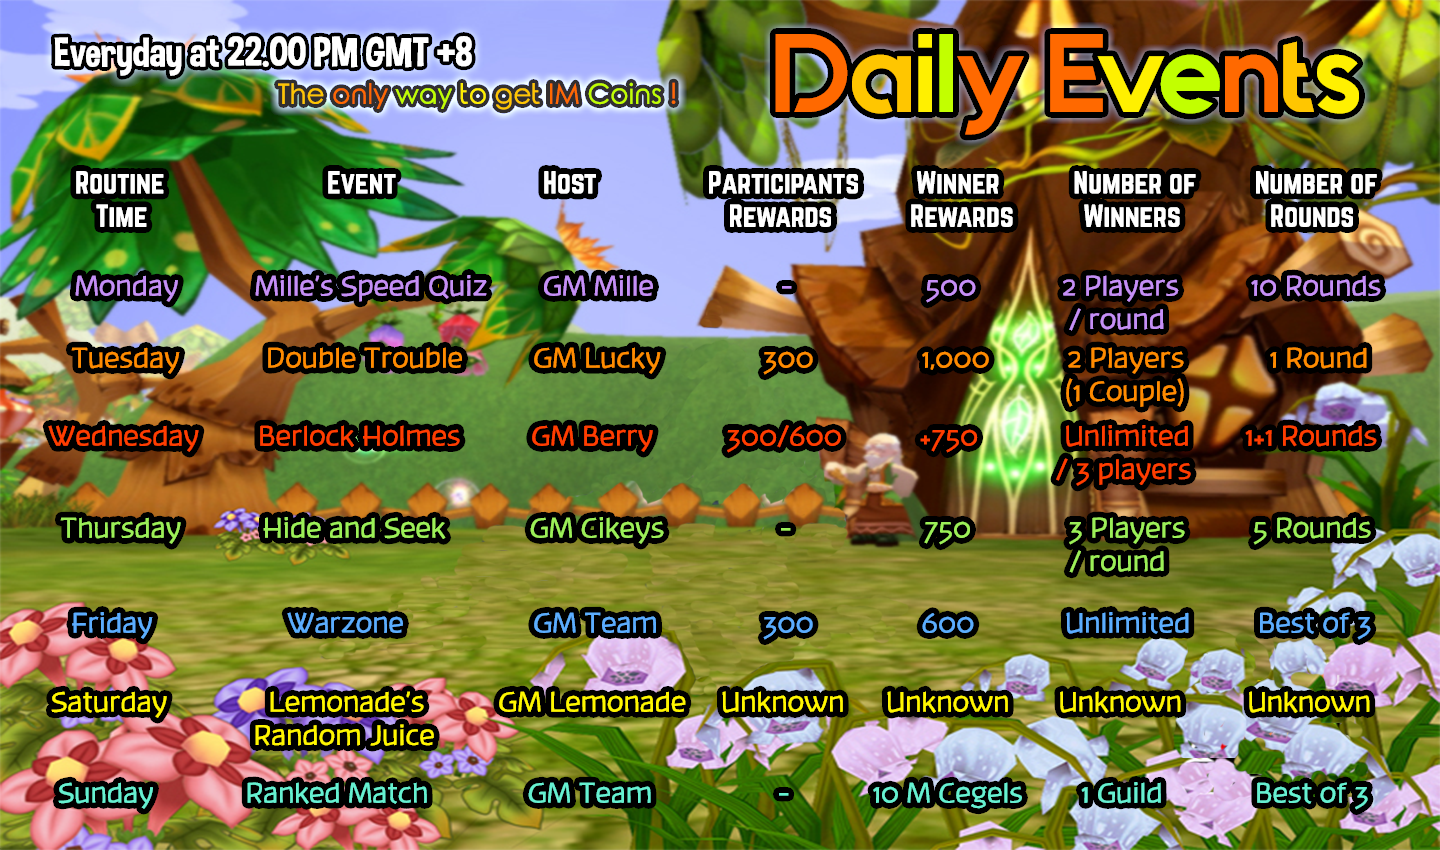 Everyday at 22.00 PM GMT +8
The only way to get IM Coins !
Daily Events
Routine Time Event Host Participants Rewards Winner Rewards Number of Winners Number of Rounds
Monday Mille's Speed Quiz GM Mille - 500 2 Players / round 10 Rounds
Tuesday Double Trouble GM Lucky 300 1,000 2 Players (1 Couple) 1 Round
Wednesday Berlock Holmes GM Berry 300/600 +750 Unlimited / 3 players 1+1 Rounds
Thursday Hide and Seek GM Cikeys - 750 3 Players / round 5 Rounds
Friday Warzone GM Team 300 600 Unlimited Best of 3
Saturday Lemonade's Random Juice GM Lemonade Unknown Unknown Unknown Unknown
Sunday Ranked Match GM Team - 10 M Cegels 1 Guild Best of 3